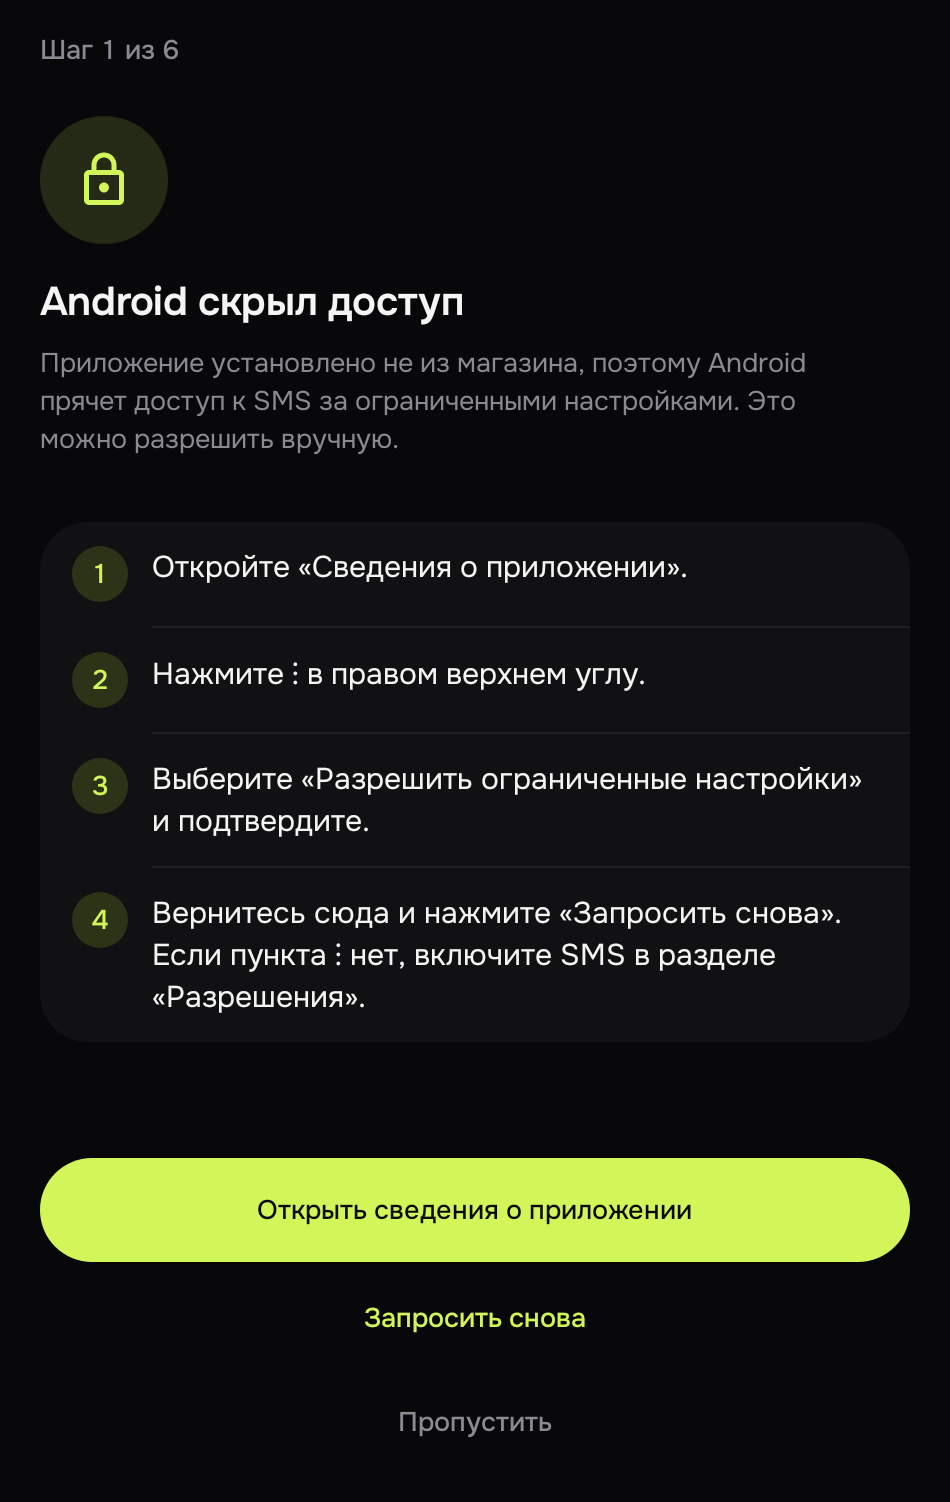 Шаг 1 из 6
Android скрыл доступ
Приложение установлено не из магазина, поэтому Android
прячет доступ к SMS за ограниченными настройками. Это
можно разрешить вручную.
1 Откройте «Сведения о приложении».
2 Нажмите ⋮ в правом верхнем углу.
3 Выберите «Разрешить ограниченные настройки»
и подтвердите.
4 Вернитесь сюда и нажмите «Запросить снова».
Если пункта ⋮ нет, включите SMS в разделе
«Разрешения».
Открыть сведения о приложении
Запросить снова
Пропустить